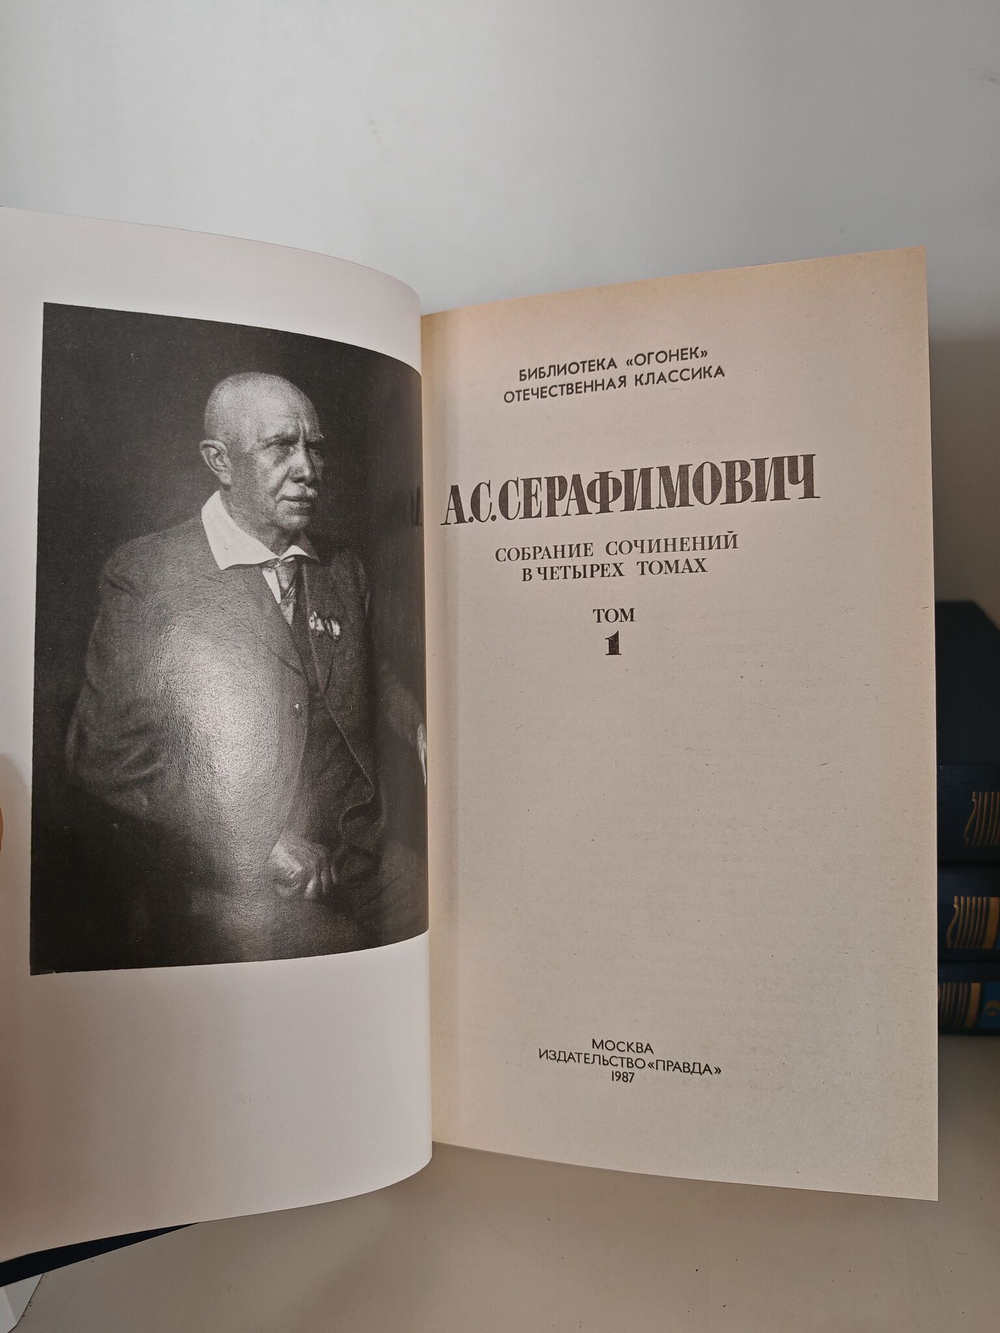 БИБЛИОТЕКА «ОГОНЕК»
ОТЕЧЕСТВЕННАЯ КЛАССИКА
А.С.СЕРАФИМОВИЧ
СОБРАНИЕ СОЧИНЕНИЙ
В ЧЕТЫРЕХ ТОМАХ
ТОМ
1
МОСКВА
ИЗДАТЕЛЬСТВО«ПРАВДА»
1987